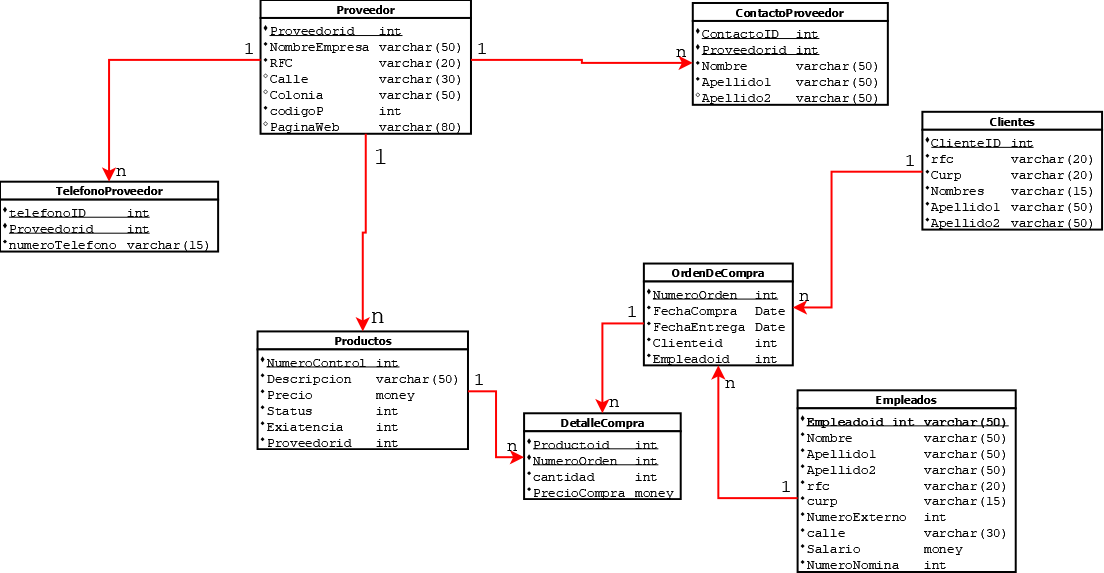 Proveedor
Proveedorid int
NombreEmpresa varchar(50)
RFC varchar(20)
Calle varchar(30)
Colonia varchar(50)
codigoP int
PaginaWeb varchar(80)
1
1
1
ContactoProveedor
ContactoID int
Proveedorid int
Nombre varchar(50)
Apellido1 varchar(50)
Apellido2 varchar(50)
n
Clientes
ClienteID int
rfc varchar(20)
Curp varchar(20)
Nombres varchar(15)
Apellido1 varchar(50)
Apellido2 varchar(50)
1
n
TelefonoProveedor
telefonoID int
Proveedorid int
numeroTelefono varchar(15)
OrdenDeCompra
NumeroOrden int
FechaCompra Date
FechaEntrega Date
Clienteid int
Empleadoid int
n
1
n
n
Productos
NumeroControl int
Descripcion varchar(50)
Precio money
Status int
Exiatencia int
Proveedorid int
1
n
n
DetalleCompra
Productoid int
NumeroOrden int
cantidad int
PrecioCompra money
Empleados
Empleadoid int varchar(50)
Nombre varchar(50)
Apellido1 varchar(50)
Apellido2 varchar(50)
rfc varchar(20)
curp varchar(15)
NumeroExterno int
calle varchar(30)
Salario money
NumeroNomina int
1